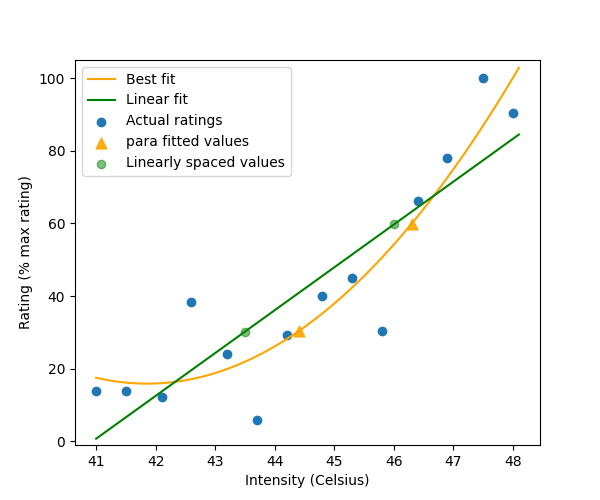 Best fit
Linear fit
Actual ratings
para fitted values
Linearly spaced values
Rating (% max rating)
100
80
60
40
20
0
41 42 43 44 45 46 47 48
Intensity (Celsius)